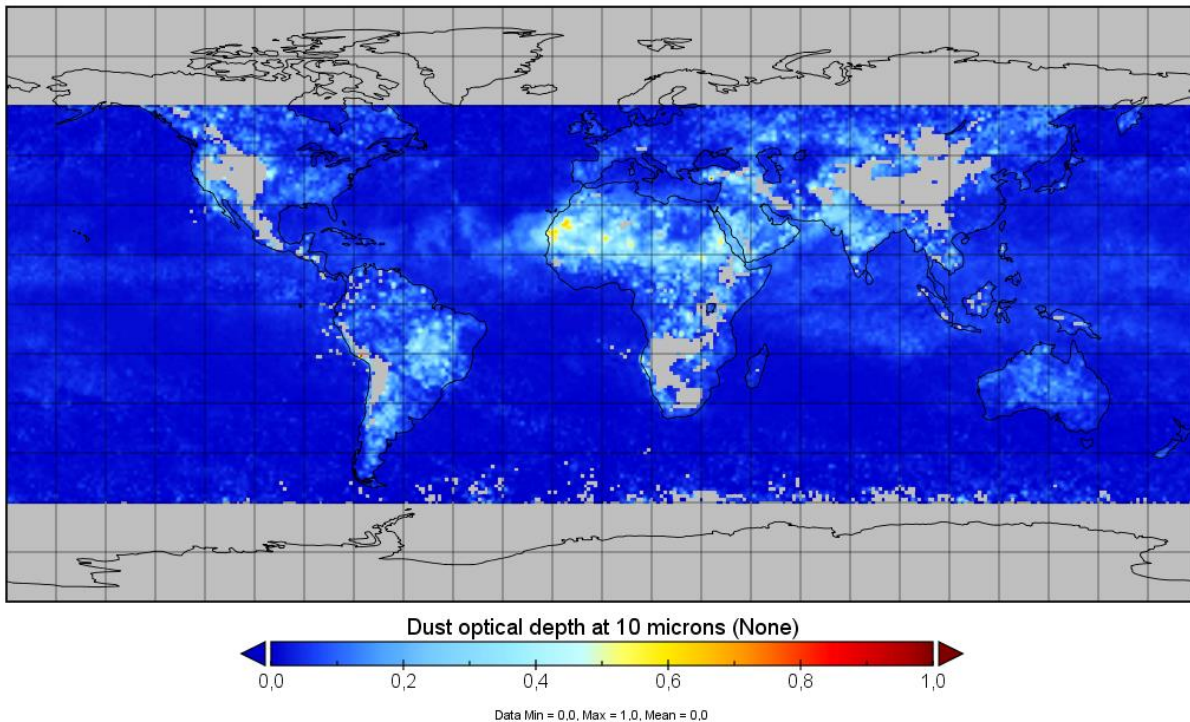 Dust optical depth at 10 microns (None)
0,0 0,2 0,4 0,6 0,8 1,0
Data Min = 0,0, Max = 1,0, Mean = 0,0